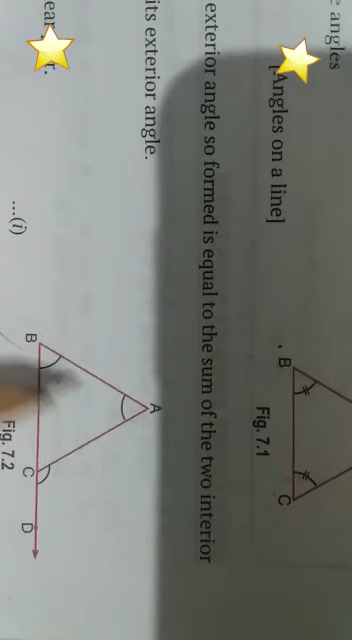 angles
[Angles on a line]
B
C
Fig. 7.1
exterior angle so formed is equal to the sum of the two interior
its exterior angle.
A
B
C
D
...(i)
Fig. 7.2